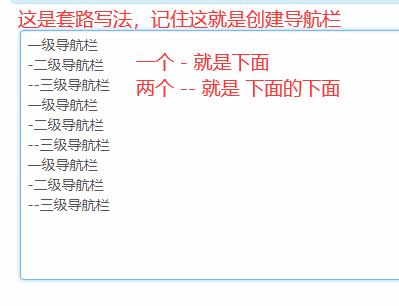 这是套路写法，记住这就是创建导航栏
一级导航栏
-二级导航栏
--三级导航栏
一级导航栏
-二级导航栏
--三级导航栏
一级导航栏
-二级导航栏
--三级导航栏
一个 - 就是下面
两个 -- 就是 下面的下面